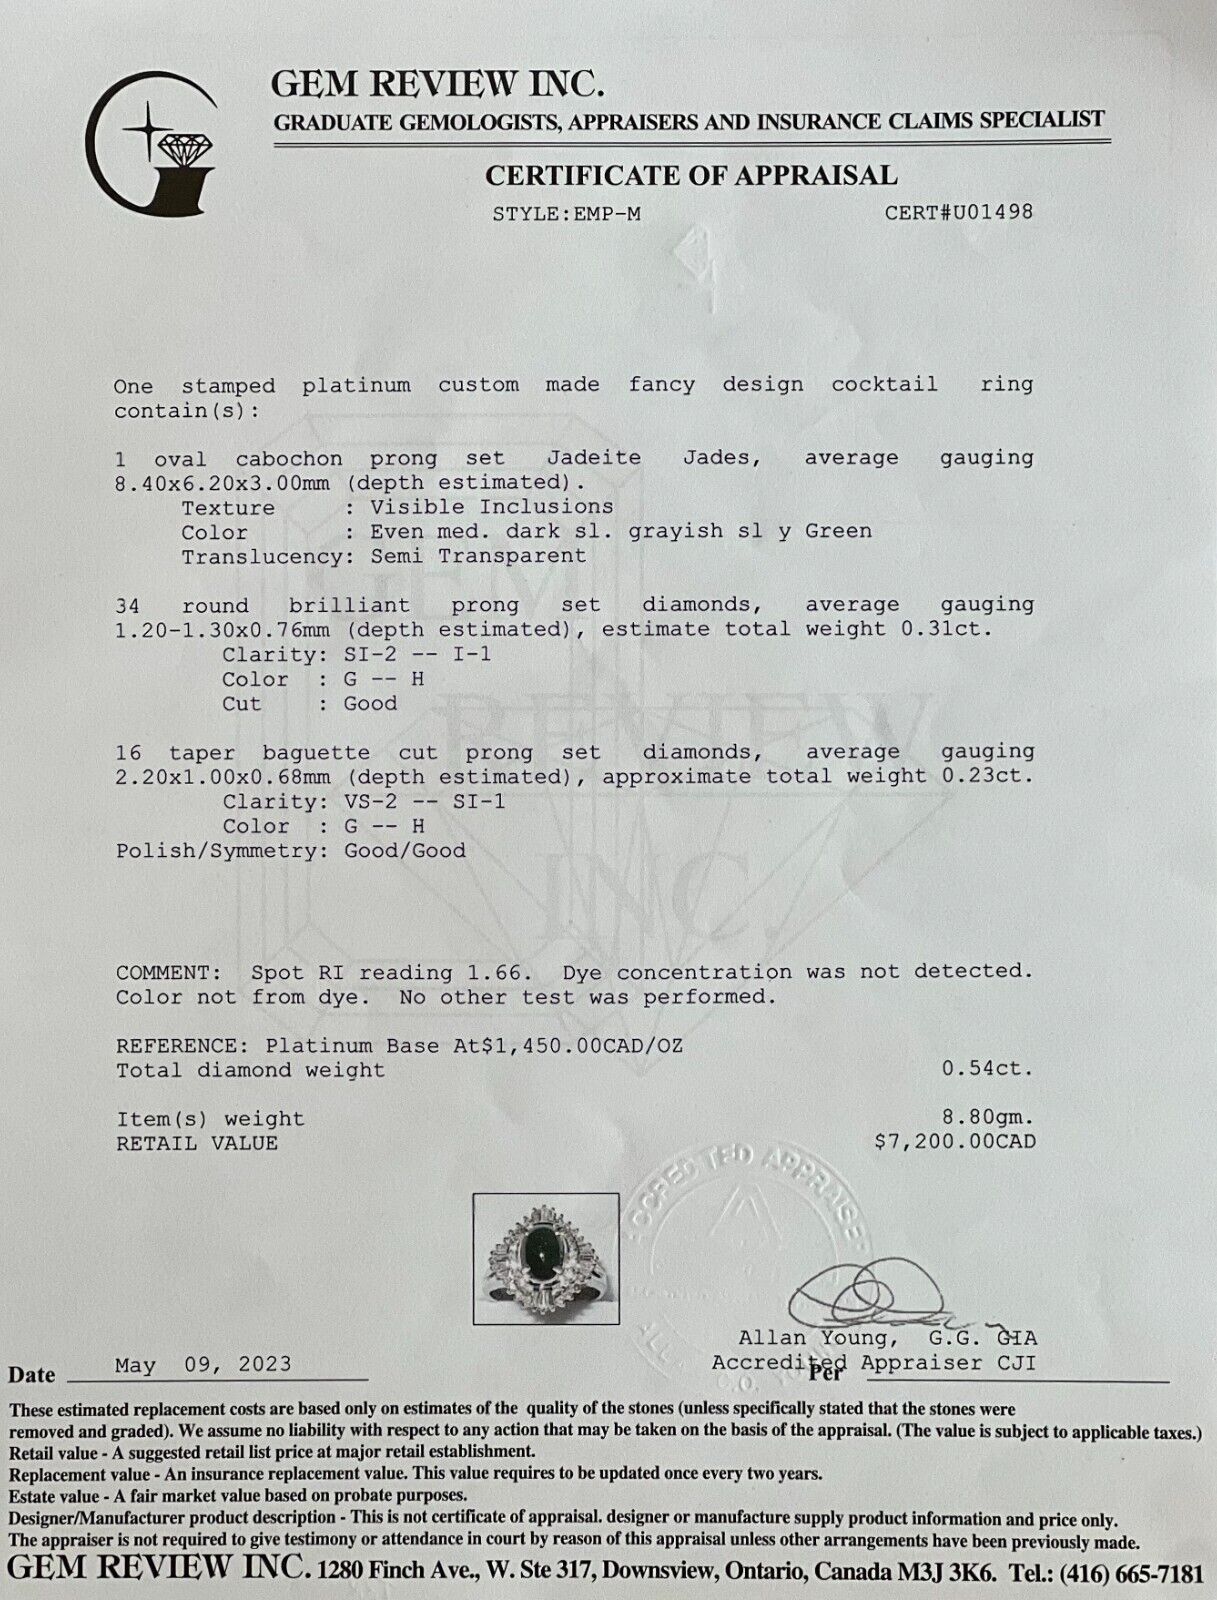 GEM REVIEW INC.
GRADUATE GEMOLOGISTS, APPRAISERS AND INSURANCE CLAIMS SPECIALIST
CERTIFICATE OF APPRAISAL
STYLE:EMP-M CERT#U01498
One stamped platinum custom made fancy design cocktail ring
contain(s):
1 oval cabochon prong set Jadeite Jades, average gauging
8.40x6.20x3.00mm (depth estimated).
Texture : Visible Inclusions
Color : Even med. dark sl. grayish sl y Green
Translucency: Semi Transparent
34 round brilliant prong set diamonds, average gauging
1.20-1.30x0.76mm (depth estimated), estimate total weight 0.31ct.
Clarity: SI-2 -- I-1
Color : G -- H
Cut : Good
16 taper baguette cut prong set diamonds, average gauging
2.20x1.00x0.68mm (depth estimated), approximate total weight 0.23ct.
Clarity: VS-2 -- SI-1
Color : G -- H
Polish/Symmetry: Good/Good
GEM
REVIEW
INC.
COMMENT: Spot RI reading 1.66. Dye concentration was not detected.
Color not from dye. No other test was performed.
REFERENCE: Platinum Base At$1,450.00CAD/OZ
Total diamond weight 0.54ct.
Item(s) weight 8.80gm.
RETAIL VALUE $7,200.00CAD
ACCREDITED APPRAISER
Allan Young, G.G. GIA
Accredited Appraiser CJI
Date May 09, 2023 Per
These estimated replacement costs are based only on estimates of the quality of the stones (unless specifically stated that the stones were
removed and graded). We assume no liability with respect to any action that may be taken on the basis of the appraisal. (The value is subject to applicable taxes.)
Retail value - A suggested retail list price at major retail establishment.
Replacement value - An insurance replacement value. This value requires to be updated once every two years.
Estate value - A fair market value based on probate purposes.
Designer/Manufacturer product description - This is not certificate of appraisal. designer or manufacture supply product information and price only.
The appraiser is not required to give testimony or attendance in court by reason of this appraisal unless other arrangements have been previously made.
GEM REVIEW INC. 1280 Finch Ave., W. Ste 317, Downsview, Ontario, Canada M3J 3K6. Tel.: (416) 665-7181